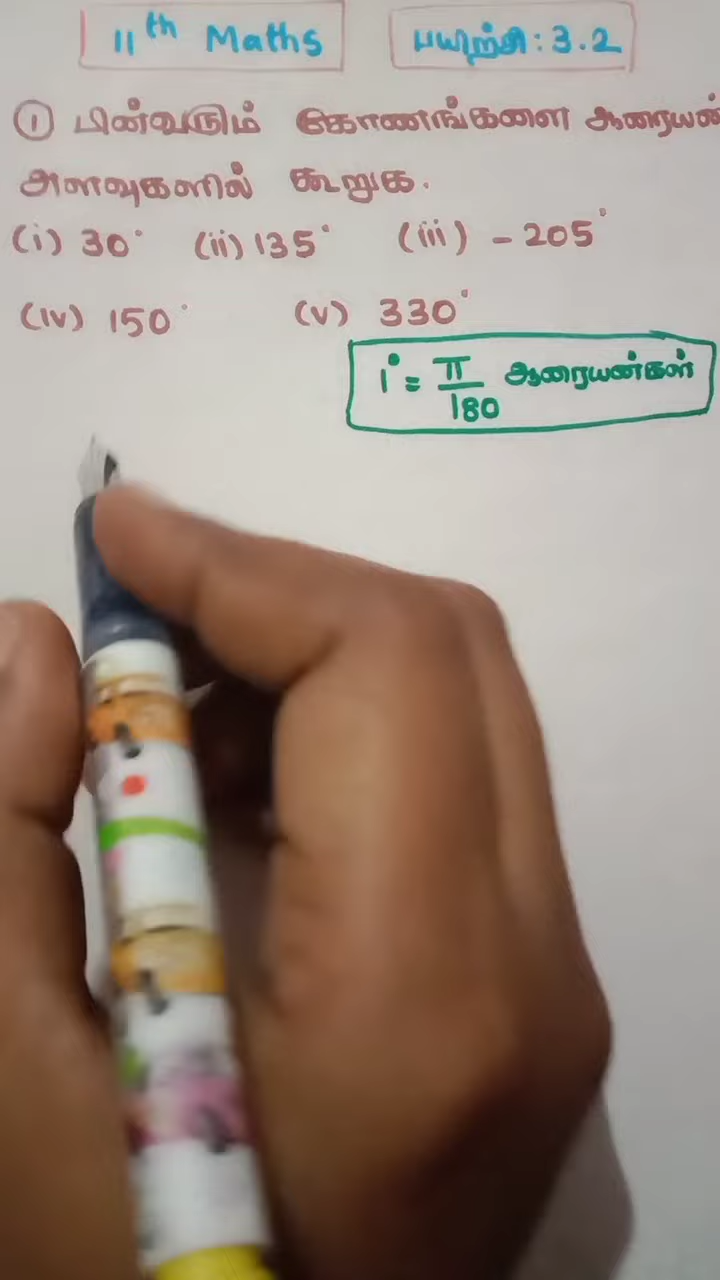 11th Maths பயிற்சி : 3.2
① பின்வரும் கோணங்களை ஆரையன்
அளவுகளில் கூறுக.
(i) 30° (ii) 135° (iii) - 205°
(iv) 150° (v) 330°
1° = π/180 ஆரையன்கள்